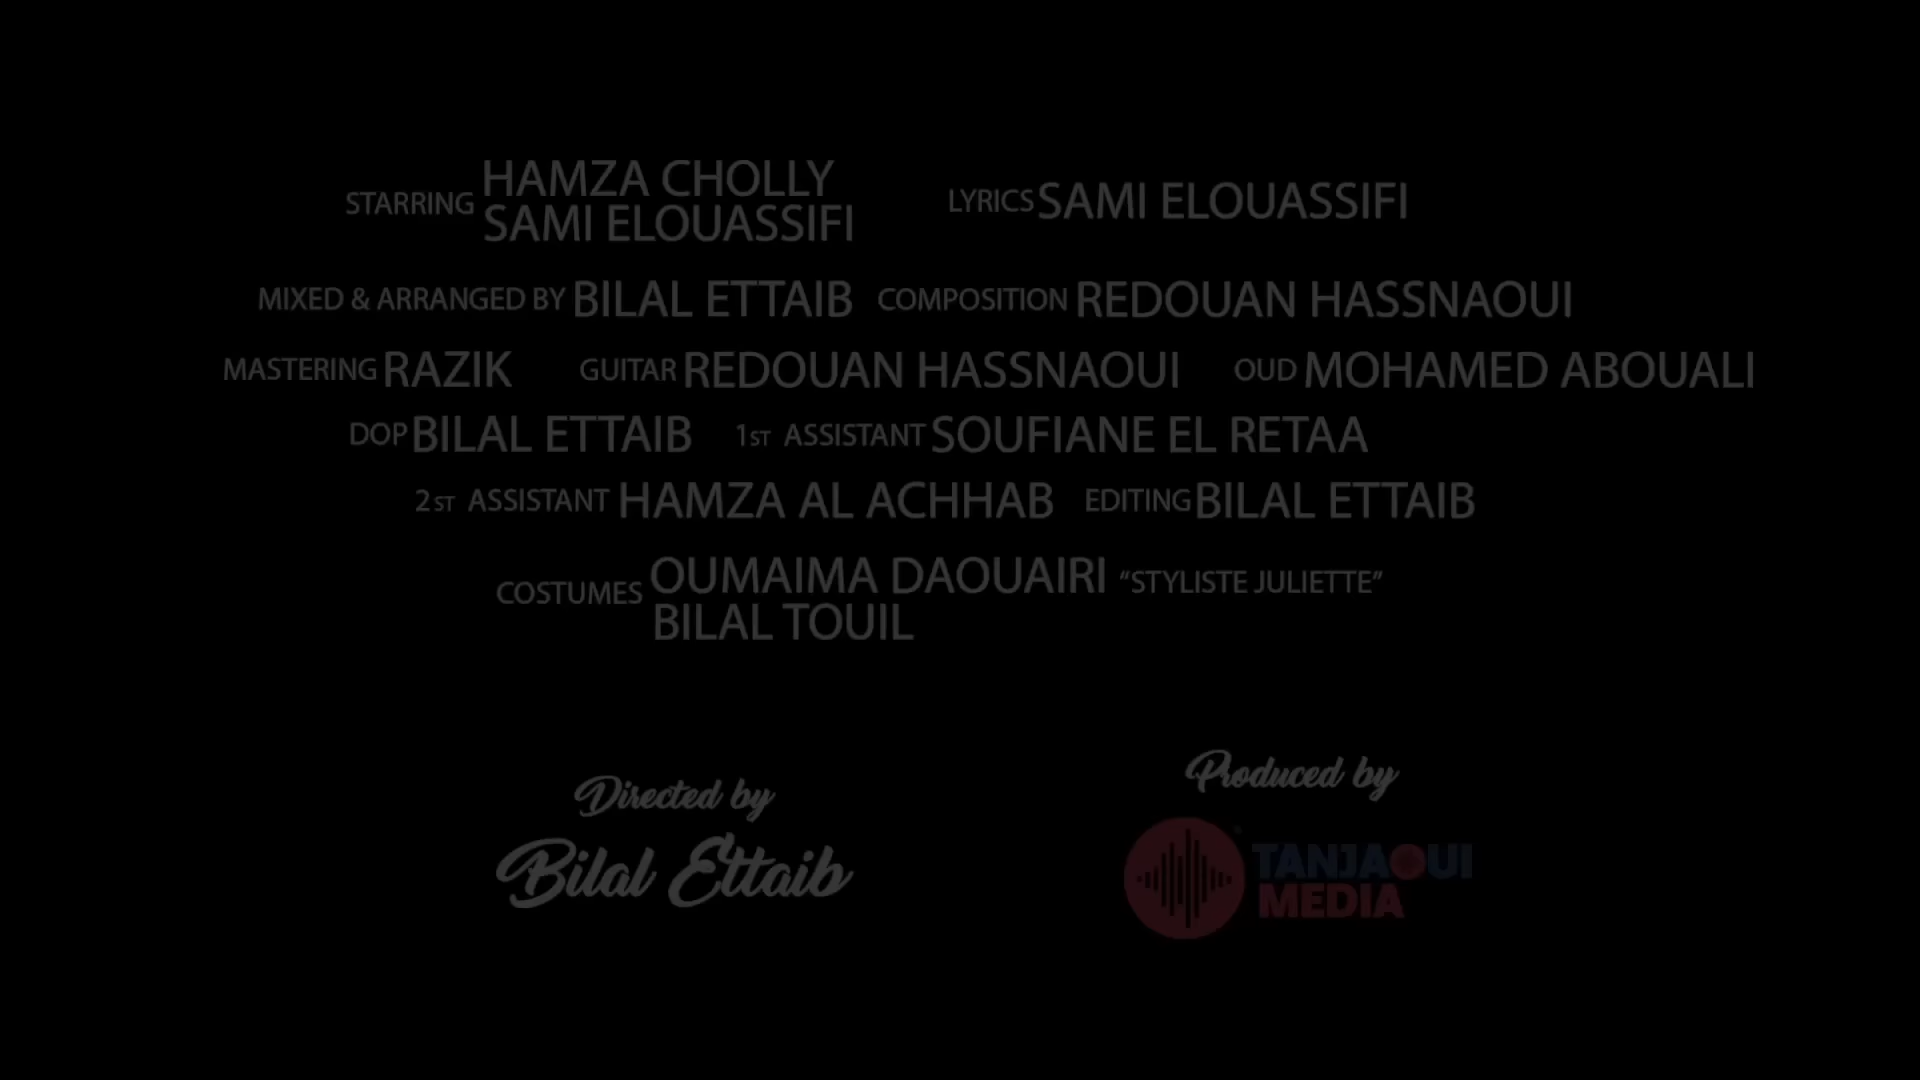 STARRING HAMZA CHOLLY
SAMI ELOUASSIFI
LYRICS SAMI ELOUASSIFI
MIXED & ARRANGED BY BILAL ETTAIB COMPOSITION REDOUAN HASSNAOUI
MASTERING RAZIK GUITAR REDOUAN HASSNAOUI OUD MOHAMED ABOUALI
DOP BILAL ETTAIB 1ST ASSISTANT SOUFIANE EL RETAA
2ST ASSISTANT HAMZA AL ACHHAB EDITING BILAL ETTAIB
COSTUMES OUMAIMA DAOUAIRI “STYLISTE JULIETTE”
BILAL TOUIL
Directed by
Bilal Ettaib
Produced by
TANJAOUI
MEDIA